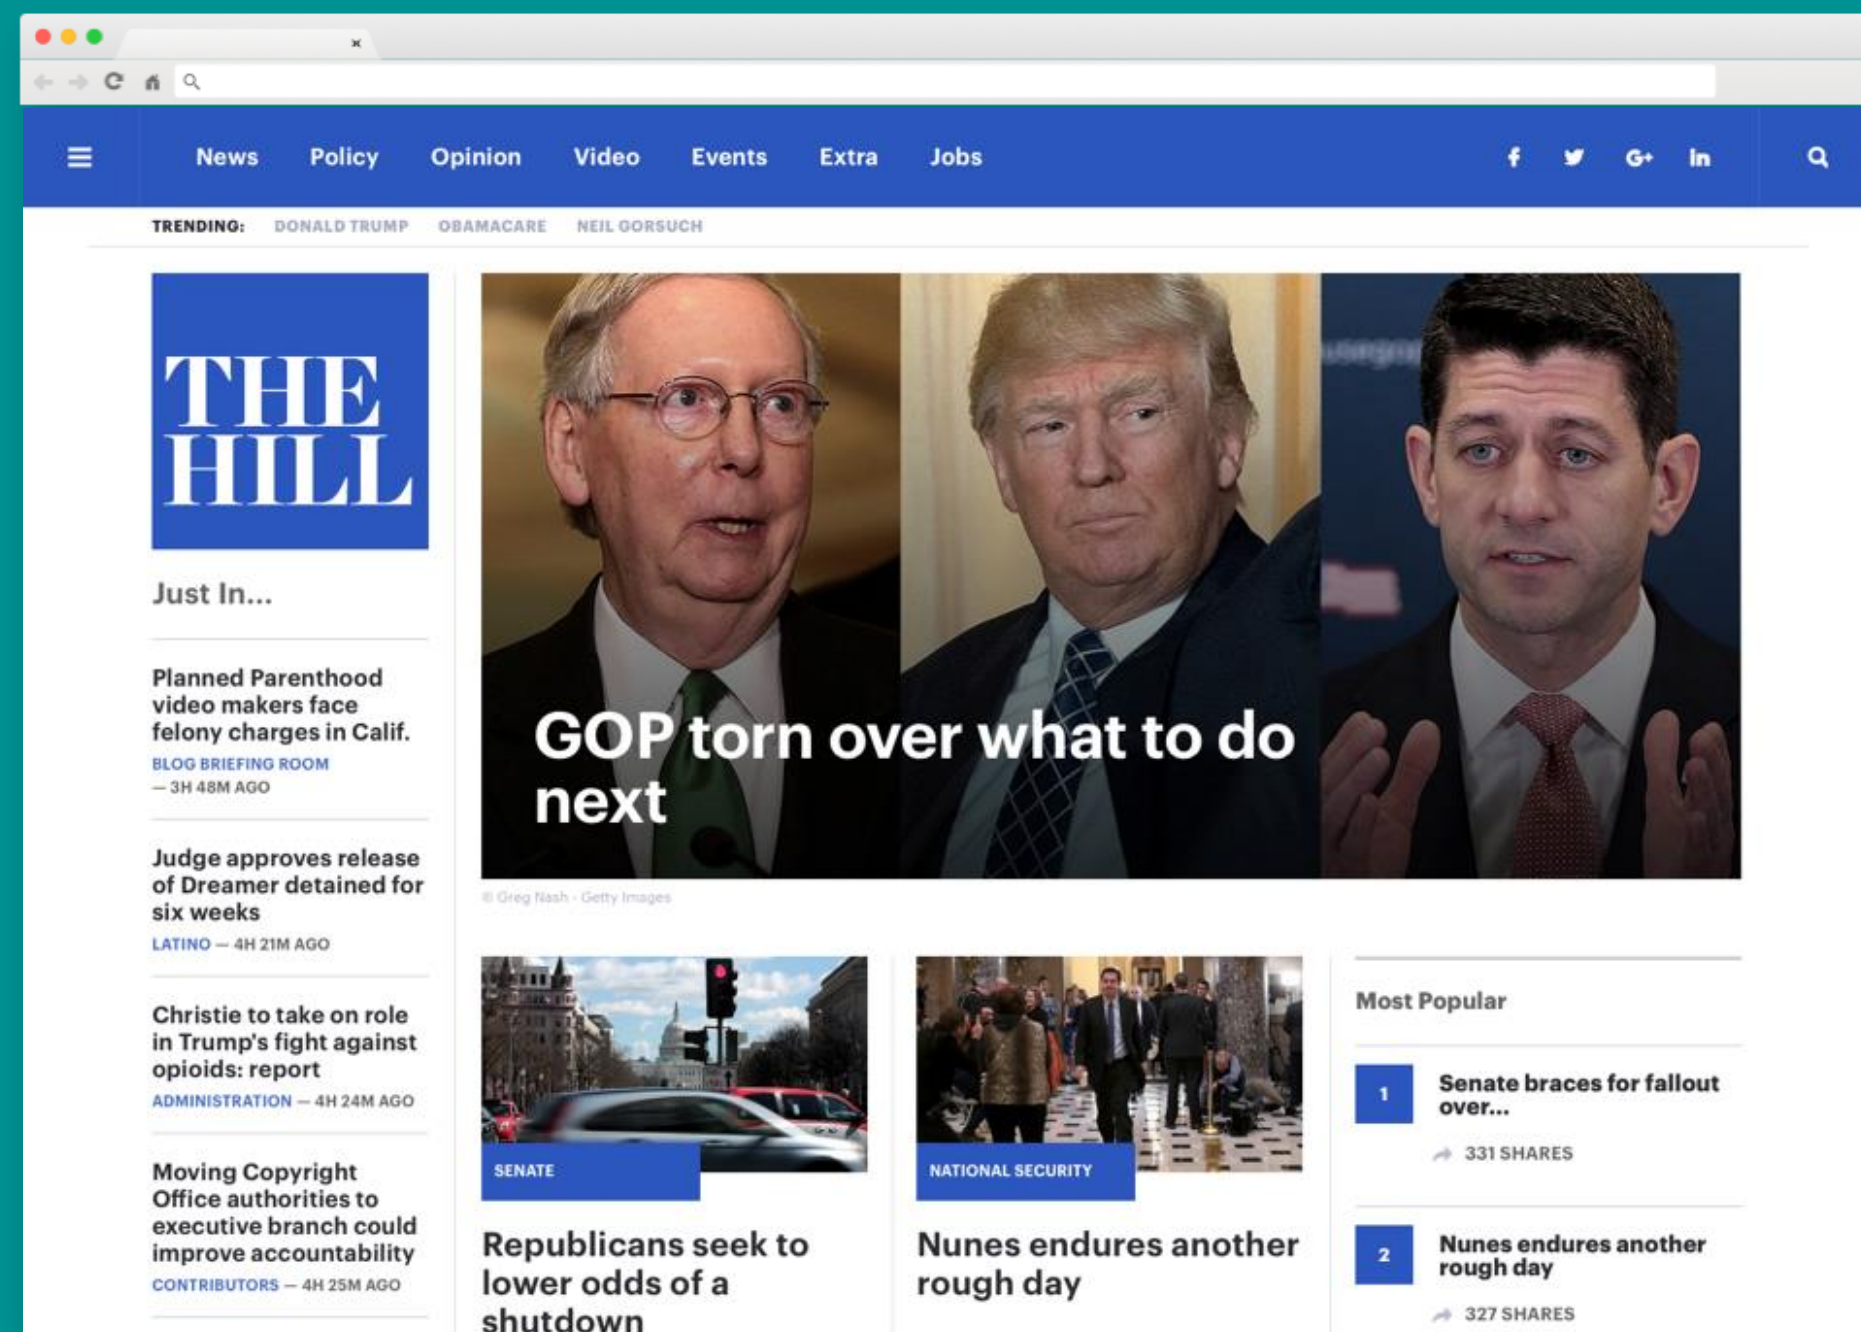 News Policy Opinion Video Events Extra Jobs
f G+ in
TRENDING: DONALD TRUMP OBAMACARE NEIL GORSUCH
THE
HILL
Just In...
Planned Parenthood
video makers face
felony charges in Calif.
BLOG BRIEFING ROOM
— 3H 48M AGO
Judge approves release
of Dreamer detained for
six weeks
LATINO — 4H 21M AGO
Christie to take on role
in Trump's fight against
opioids: report
ADMINISTRATION — 4H 24M AGO
Moving Copyright
Office authorities to
executive branch could
improve accountability
CONTRIBUTORS — 4H 25M AGO
GOP torn over what to do
next
© Greg Nash - Getty Images
SENATE
Republicans seek to
lower odds of a
shutdown
NATIONAL SECURITY
Nunes endures another
rough day
Most Popular
1
Senate braces for fallout
over...
331 SHARES
2
Nunes endures another
rough day
327 SHARES